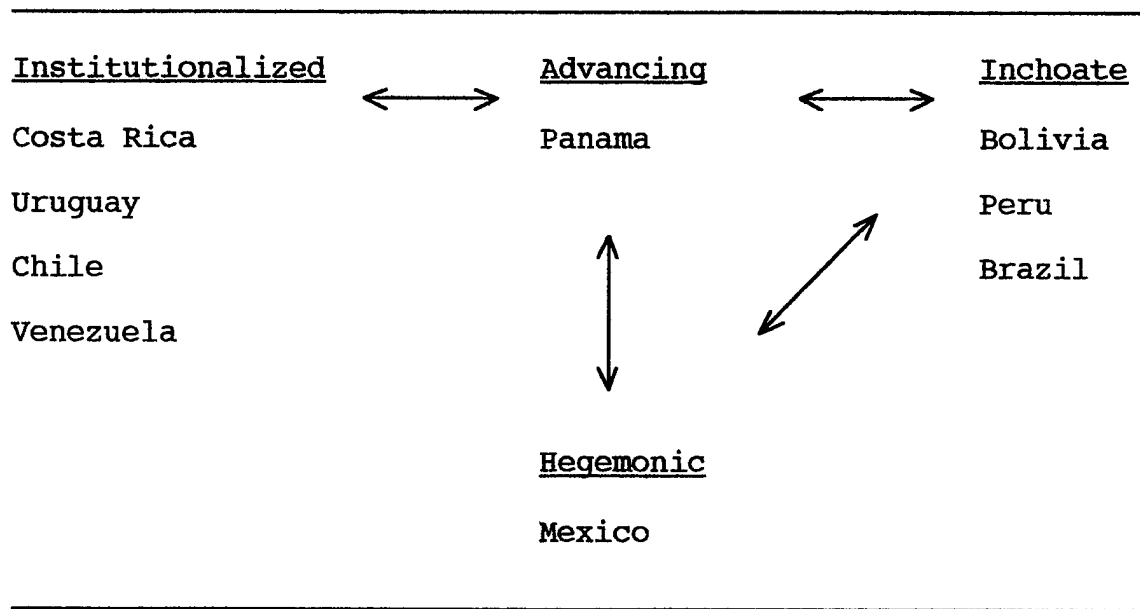 Institutionalized Advancing Inchoate
Costa Rica Panama Bolivia
Uruguay Peru
Chile Brazil
Venezuela
Hegemonic
Mexico